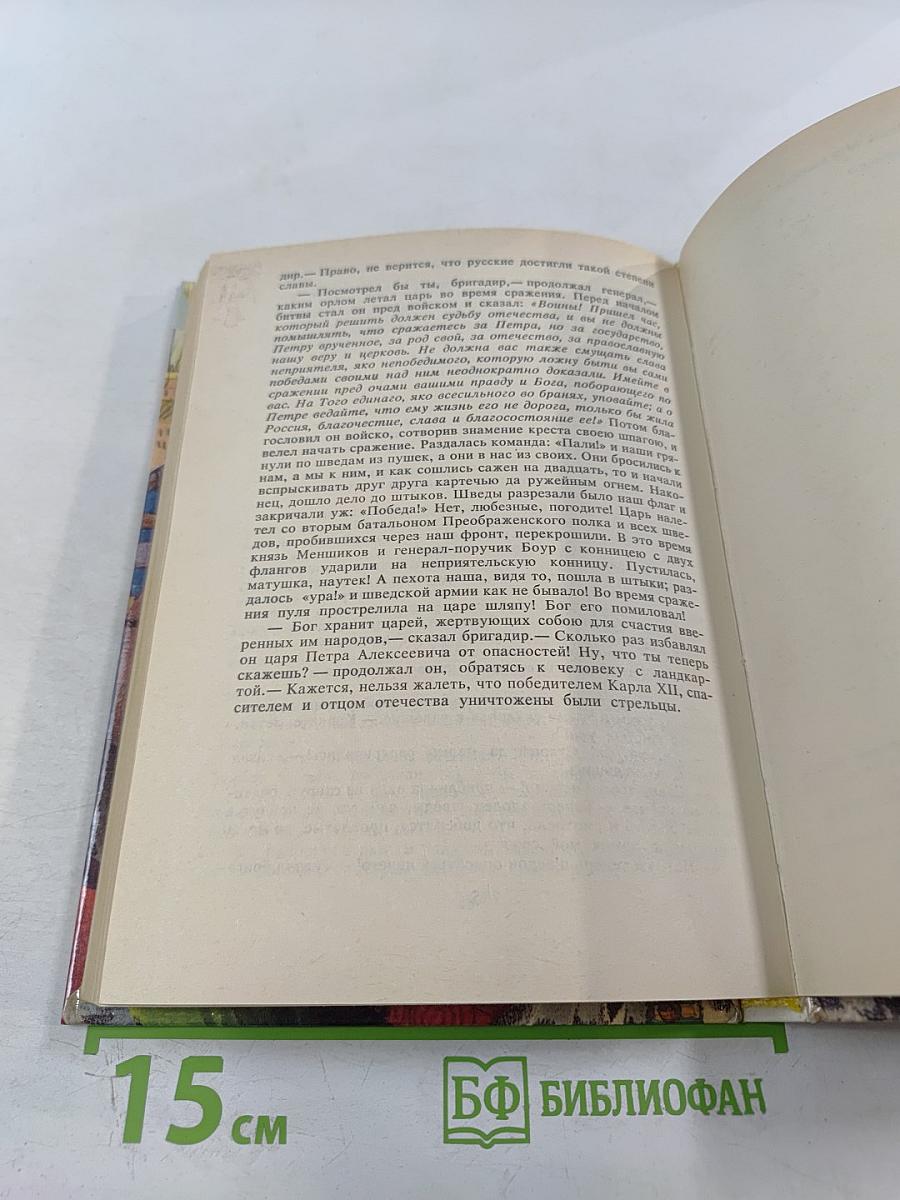 дир.— Право, не верится, что русские достигли такой степени
славы.
— Посмотрел бы ты, бригадир,— продолжал генерал,—
каким орлом летал царь во время сражения. Перед началом
битвы стал он пред войском и сказал: «Воины! Пришел час,
который решить должен судьбу отечества, и вы не должны
помышлять, что сражаетесь за Петра, но за государство,
Петру врученное, за род свой, за отечество, за православную
нашу веру и церковь. Не должна вас также смущать слава
неприятеля, яко непобедимого, которую ложну быти вы сами
победами своими над ним неоднократно доказали. Имейте в
сражении пред очами вашими правду и Бога, поборающего по
вас. На Того единаго, яко всесильного во бранях, уповайте; а о
Петре ведайте, что ему жизнь его не дорога, только бы жила
Россия, благочестие, слава и благосостояние ее!» Потом бла-
гословил он войско, сотворив знамение креста своею шпагою, и
велел начать сражение. Раздалась команда: «Пали!» и наши гря-
нули по шведам из пушек, а они в нас из своих. Они бросились к
нам, а мы к ним, и как сошлись сажен на двадцать, то и начали
вспрыскивать друг друга картечью да ружейным огнем. Нако-
нец, дошло дело до штыков. Шведы разрезали было наш флаг и
закричали уж: «Победа!» Нет, любезные, погодите! Царь нале-
тел со вторым батальоном Преображенского полка и всех шве-
дов, пробившихся через наш фронт, перекрошили. В это время
князь Меншиков и генерал-поручик Боур с конницею с двух
флангов ударили на неприятельскую конницу. Пустилась,
матушка, наутек! А пехота наша, видя то, пошла в штыки; раз-
далось «ура!» и шведской армии как не бывало! Во время сраже-
ния пуля прострелила на царе шляпу! Бог его помиловал!
— Бог хранит царей, жертвующих собою для счастия вве-
ренных им народов,— сказал бригадир.— Сколько раз избавлял
он царя Петра Алексеевича от опасностей! Ну, что ты теперь
скажешь? — продолжал он, обратясь к человеку с ландкар-
той.— Кажется, нельзя жалеть, что победителем Карла XII, спа-
сителем и отцом отечества уничтожены были стрельцы.
15 см
БФ БИБЛИОФАН